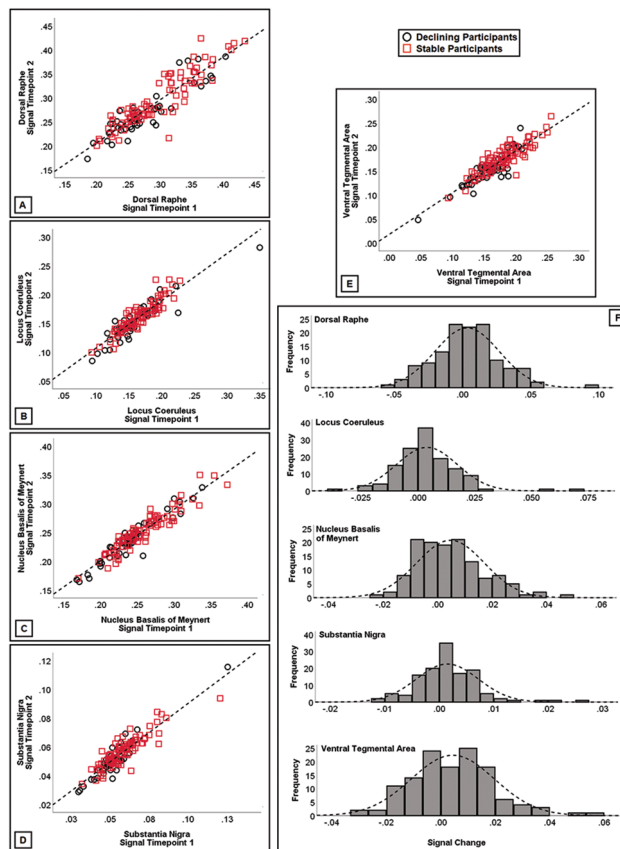 Declining Participants
Stable Participants
.45
.40
.35
.30
.25
.20
.15
Dorsal Raphe
Signal Timepoint 2
.15 .20 .25 .30 .35 .40 .45
Dorsal Raphe
Signal Timepoint 1
A
.30
.25
.20
.15
.10
.05
Locus Coeruleus
Signal Timepoint 2
.05 .10 .15 .20 .25 .30 .35
Locus Coeruleus
Signal Timepoint 1
B
.40
.35
.30
.25
.20
.15
Nucleus Basalis of Meynert
Signal Timepoint 2
.15 .20 .25 .30 .35 .40
Nucleus Basalis of Meynert
Signal Timepoint 1
C
.12
.10
.08
.06
.04
.02
Substantia Nigra
Signal Timepoint 2
.03 .05 .08 .10 .13
Substantia Nigra
Signal Timepoint 1
D
.30
.25
.20
.15
.10
.05
.00
Ventral Tegmental Area
Signal Timepoint 2
.00 .05 .10 .15 .20 .25 .30
Ventral Tegmental Area
Signal Timepoint 1
E
F
Dorsal Raphe
Frequency
25
20
15
10
5
0
-.10 -.05 .00 .05 .10
Locus Coeruleus
Frequency
40
30
20
10
0
-.025 .000 .025 .050 .075
Nucleus Basalis
of Meynert
Frequency
25
20
15
10
5
0
-.04 -.02 .00 .02 .04 .06
Substantia Nigra
Frequency
40
30
20
10
0
-.02 -.01 .00 .01 .02 .03
Ventral Tegmental Area
Frequency
25
20
15
10
5
0
-.04 -.02 .00 .02 .04 .06
Signal Change